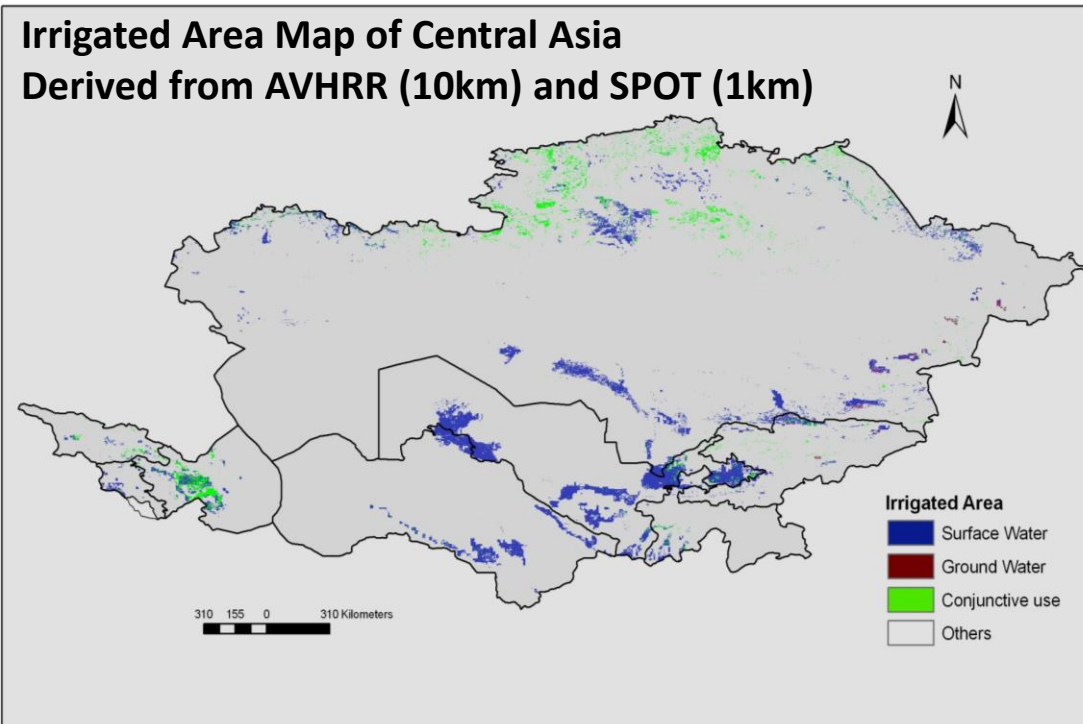 Irrigated Area Map of Central Asia
Derived from AVHRR (10km) and SPOT (1km)
N
Irrigated Area
Surface Water
Ground Water
Conjunctive use
Others
310 155 0 310 Kilometers